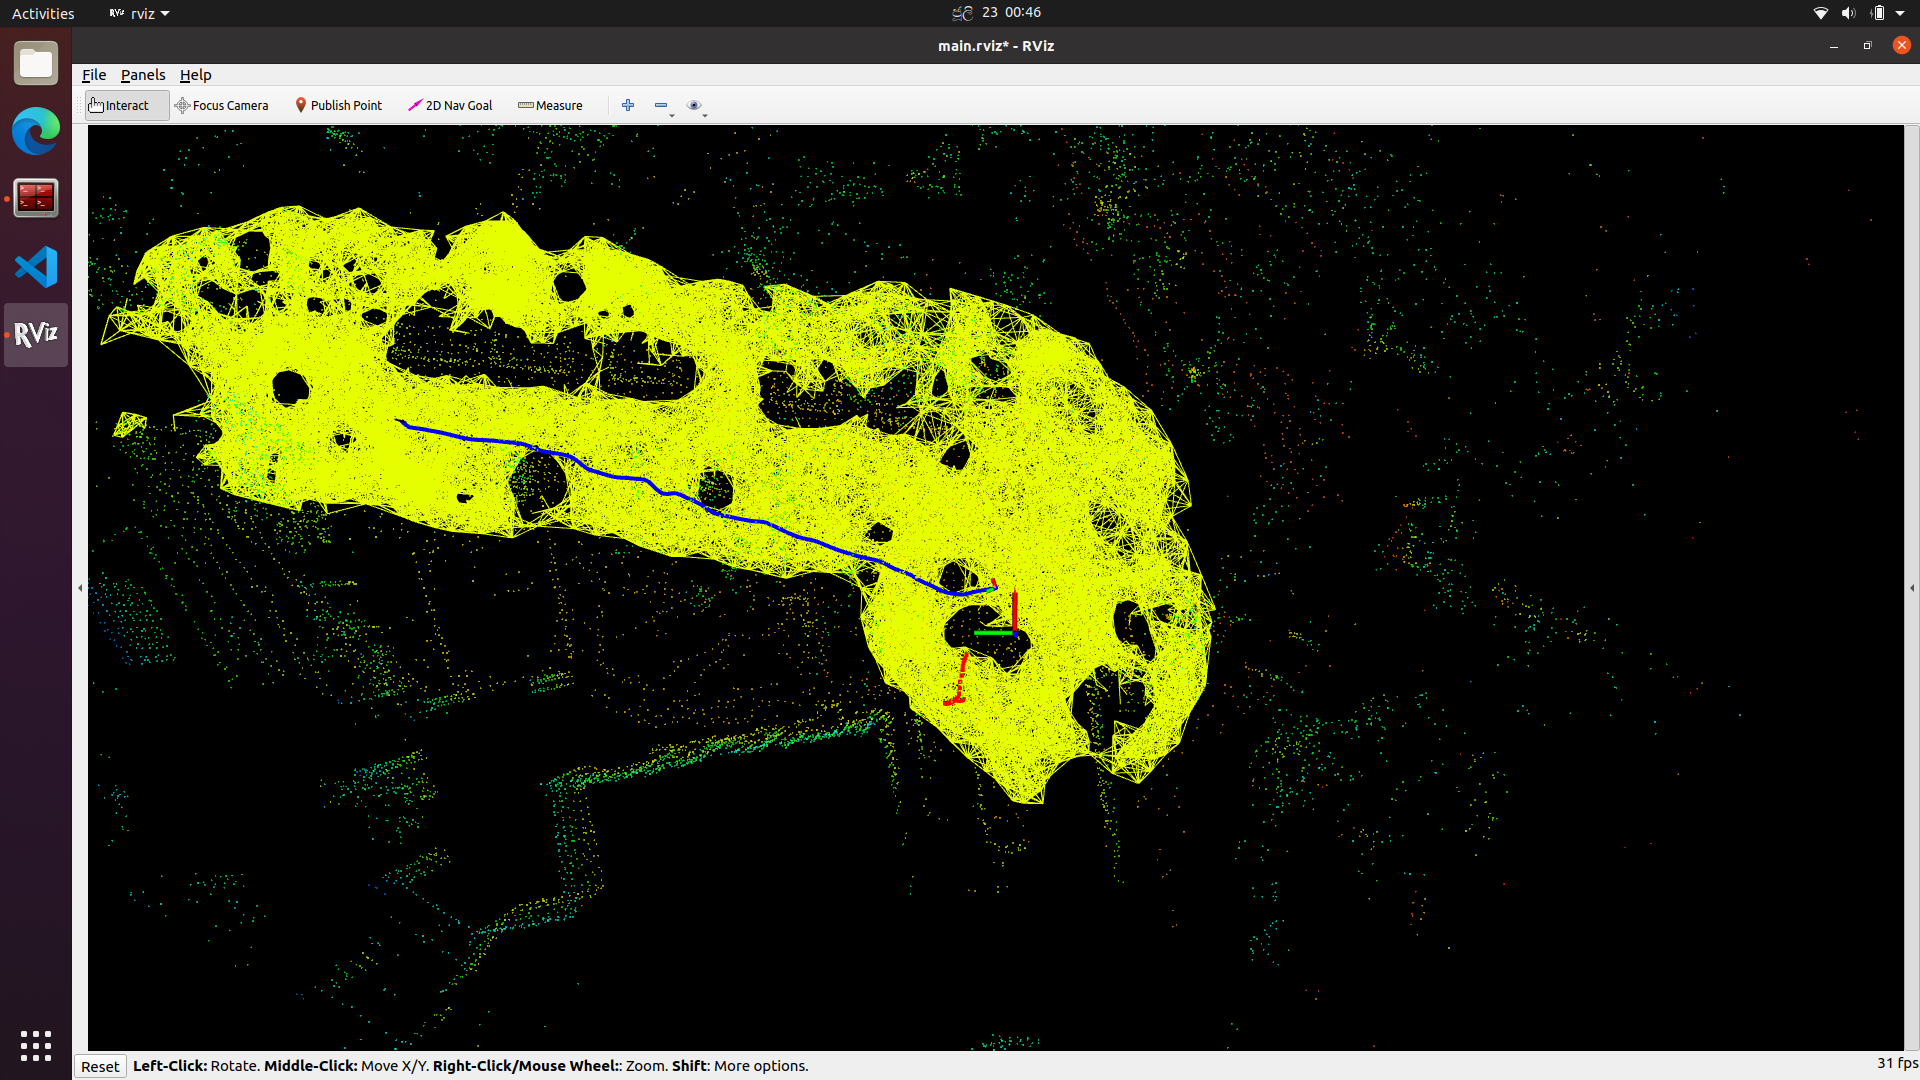 Activities RViz rviz ජූලි 23 00:46
main.rviz* - RViz
File Panels Help
Interact Focus Camera Publish Point 2D Nav Goal Measure
RViz
Reset Left-Click: Rotate. Middle-Click: Move X/Y. Right-Click/Mouse Wheel:: Zoom. Shift: More options. 31 fps